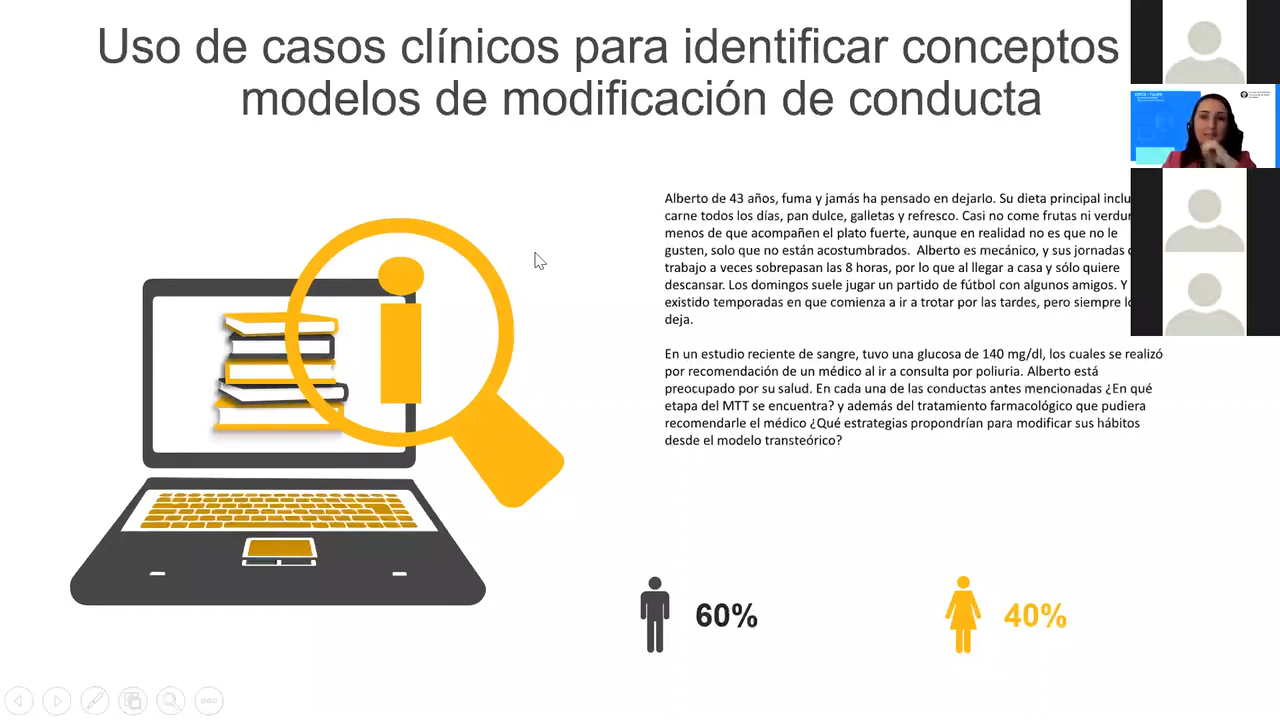 Uso de casos clínicos para identificar conceptos
modelos de modificación de conducta
Alberto de 43 años, fuma y jamás ha pensado en dejarlo. Su dieta principal
carne todos los días, pan dulce, galletas y refresco. Casi no come frutas ni
menos de que acompañen el plato fuerte, aunque en realidad no es que no le
gusten, solo que no están acostumbrados. Alberto es mecánico, y sus jornadas
trabajo a veces sobrepasan las 8 horas, por lo que al llegar a casa y sólo quiere
descansar. Los domingos suele jugar un partido de fútbol con algunos amigos. Y
existido temporadas en que comienza a ir a trotar por las tardes, pero siempre
deja.
En un estudio reciente de sangre, tuvo una glucosa de 140 mg/dl, los cuales se realizó
por recomendación de un médico al ir a consulta por poliuria. Alberto está
preocupado por su salud. En cada una de las conductas antes mencionadas ¿En qué
etapa del MTT se encuentra? y además del tratamiento farmacológico que pudiera
recomendarle el médico ¿Qué estrategias propondrían para modificar sus hábitos
desde el modelo transteórico?
60%
40%